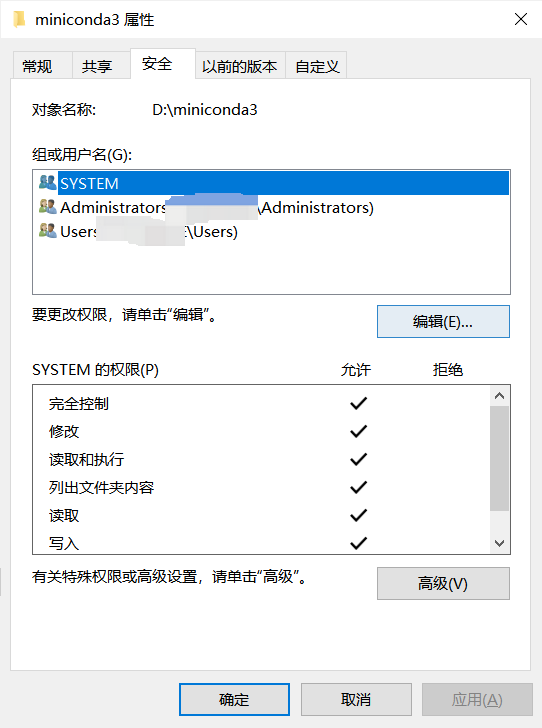 miniconda3 属性
常规 共享 安全 以前的版本 自定义
对象名称: D:\miniconda3
组或用户名(G):
SYSTEM
Administrators \Administrators)
Users E\Users)
要更改权限，请单击“编辑”。
编辑(E)...
SYSTEM 的权限(P) 允许 拒绝
完全控制
修改
读取和执行
列出文件夹内容
读取
写入
有关特殊权限或高级设置，请单击“高级”。
高级(V)
确定 取消 应用(A)